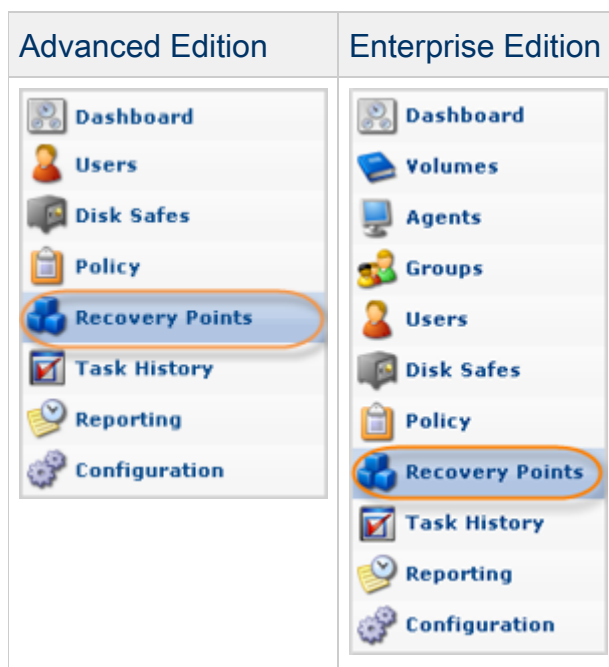 Advanced Edition
Enterprise Edition
Dashboard
Users
Disk Safes
Policy
Recovery Points
Task History
Reporting
Configuration
Dashboard
Volumes
Agents
Groups
Users
Disk Safes
Policy
Recovery Points
Task History
Reporting
Configuration